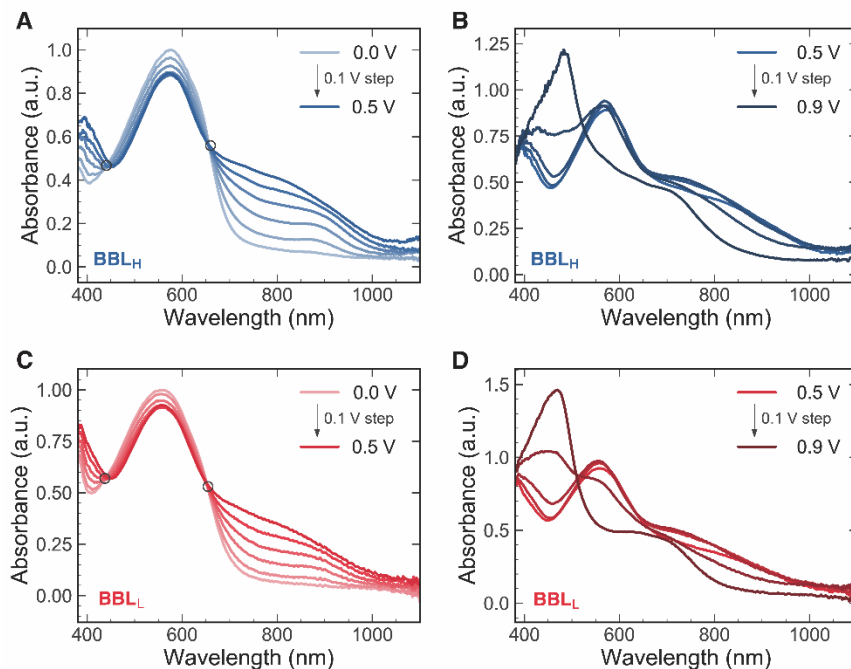 A
Absorbance (a.u.)
1.0
0.8
0.6
0.4
0.2
0.0
400 600 800 1000
Wavelength (nm)
0.0 V
0.1 V step
0.5 V
BBLH
B
Absorbance (a.u.)
1.25
1.00
0.75
0.50
0.25
0.00
400 600 800 1000
Wavelength (nm)
0.5 V
0.1 V step
0.9 V
BBLH
C
Absorbance (a.u.)
1.00
0.75
0.50
0.25
0.00
400 600 800 1000
Wavelength (nm)
0.0 V
0.1 V step
0.5 V
BBLL
D
Absorbance (a.u.)
1.5
1.0
0.5
0.0
400 600 800 1000
Wavelength (nm)
0.5 V
0.1 V step
0.9 V
BBLL